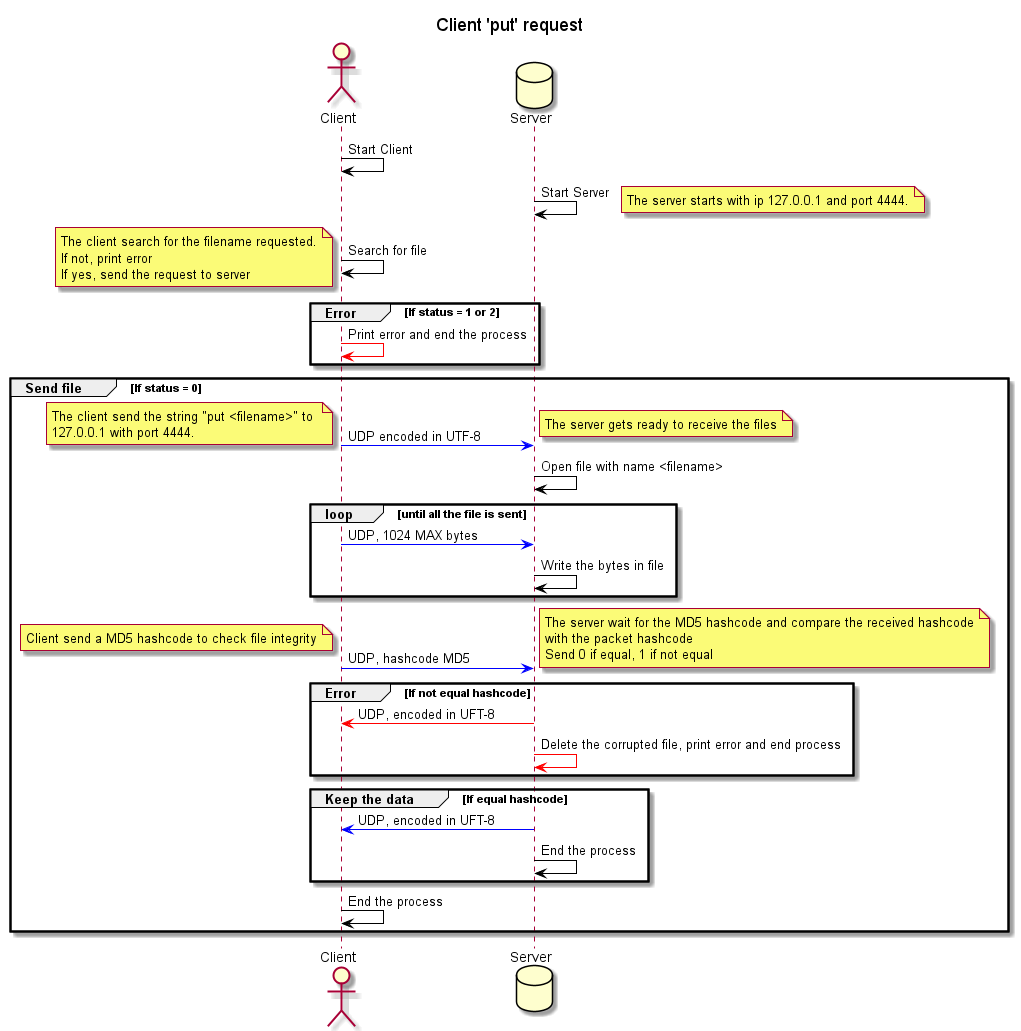 Client 'put' request
Client
Server
Start Client
Start Server
The server starts with ip 127.0.0.1 and port 4444.
The client search for the filename requested.
If not, print error
If yes, send the request to server
Search for file
Error
[If status = 1 or 2]
Print error and end the process
Send file
[If status = 0]
The client send the string "put <filename>" to
127.0.0.1 with port 4444.
UDP encoded in UTF-8
The server gets ready to receive the files
Open file with name <filename>
loop
[until all the file is sent]
UDP, 1024 MAX bytes
Write the bytes in file
Client send a MD5 hashcode to check file integrity
UDP, hashcode MD5
The server wait for the MD5 hashcode and compare the received hashcode
with the packet hashcode
Send 0 if equal, 1 if not equal
Error
[If not equal hashcode]
UDP, encoded in UFT-8
Delete the corrupted file, print error and end process
Keep the data
[If equal hashcode]
UDP, encoded in UFT-8
End the process
End the process
Client
Server